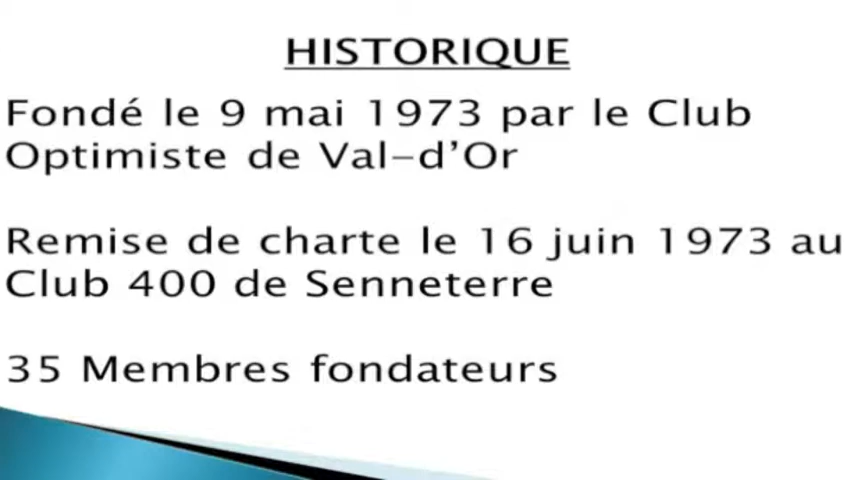 HISTORIQUE
Fondé le 9 mai 1973 par le Club
Optimiste de Val-d'Or
Remise de charte le 16 juin 1973 au
Club 400 de Senneterre
35 Membres fondateurs